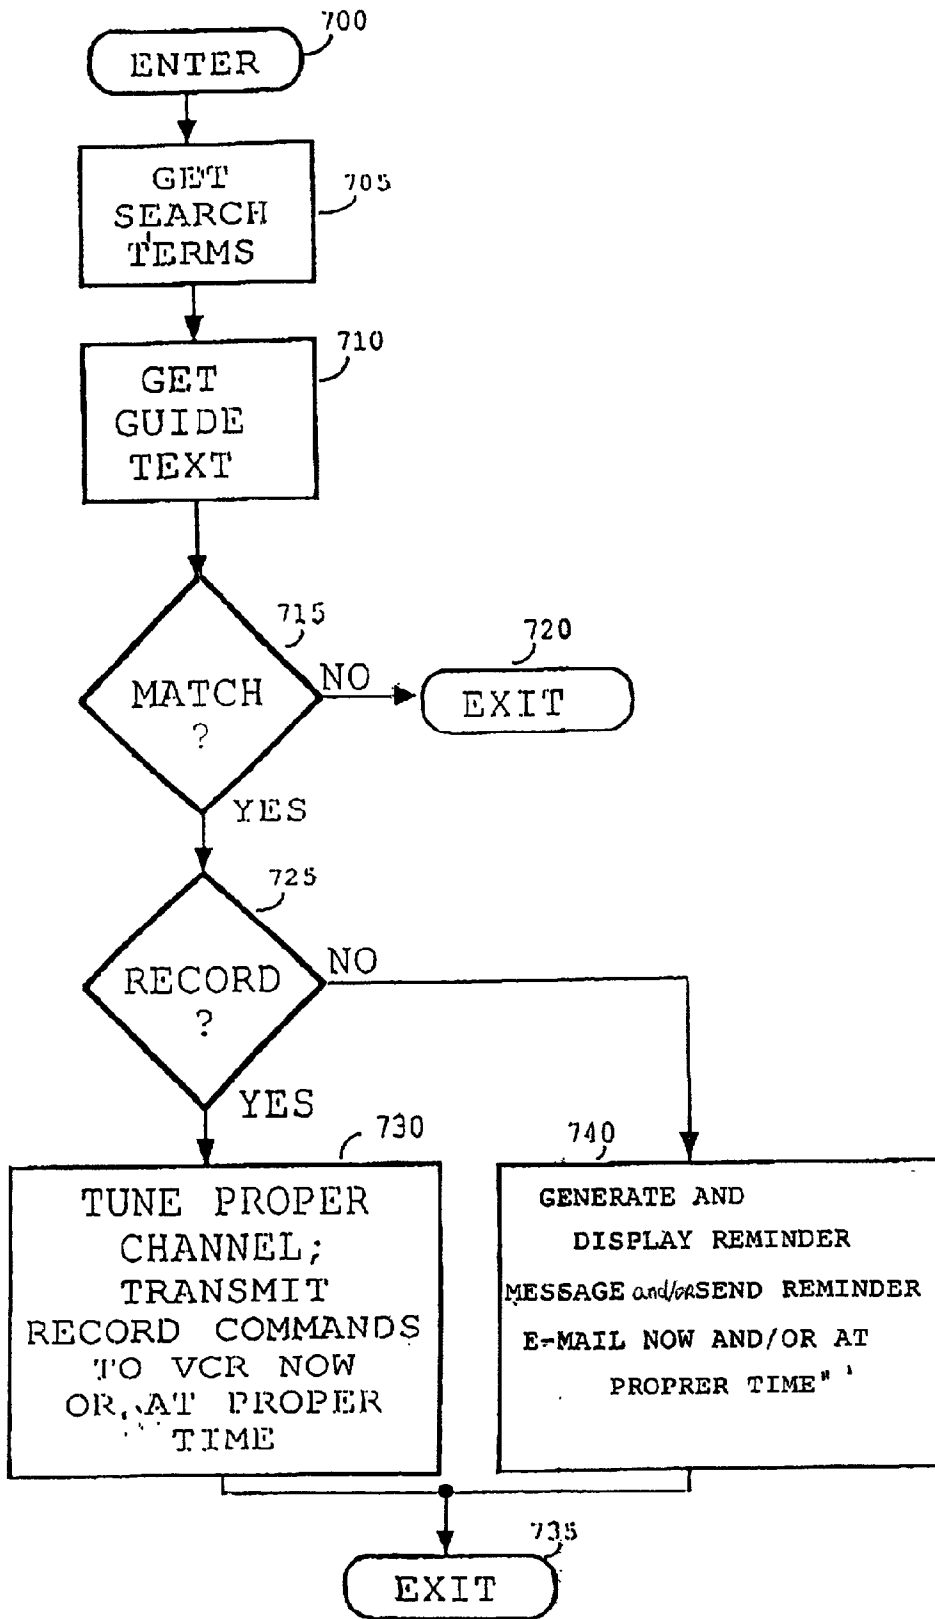 700
ENTER
705
GET
SEARCH
TERMS
710
GET
GUIDE
TEXT
715
MATCH
?
NO
720
EXIT
YES
725
RECORD
?
NO
YES
730
TUNE PROPER
CHANNEL;
TRANSMIT
RECORD COMMANDS
TO VCR NOW
OR, AT PROPER
TIME
740
GENERATE AND
DISPLAY REMINDER
MESSAGE and/or SEND REMINDER
E-MAIL NOW AND/OR AT
PROPRER TIME"
735
EXIT